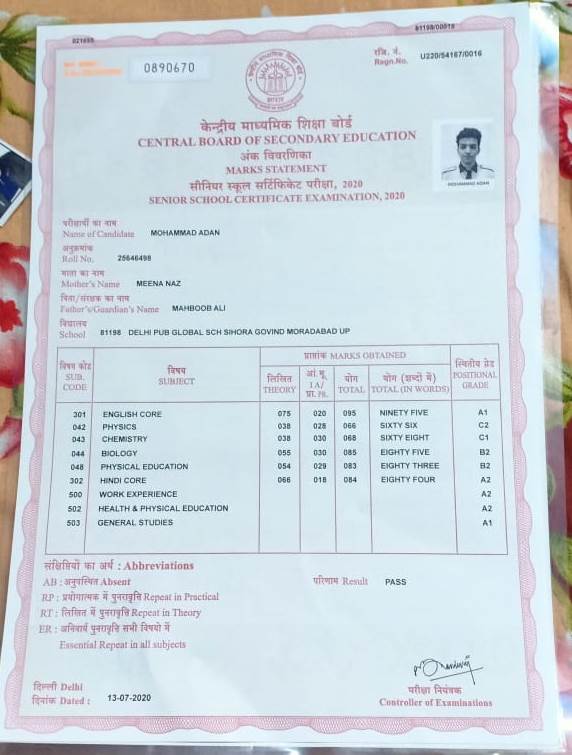 021695
81198/00016
0890670
रजि. नं.
Regn.No. U220/54167/0016
केन्द्रीय माध्यमिक शिक्षा बोर्ड
CENTRAL BOARD OF SECONDARY EDUCATION
अंक विवरणिका
MARKS STATEMENT
सीनियर स्कूल सर्टिफिकेट परीक्षा, 2020
SENIOR SCHOOL CERTIFICATE EXAMINATION, 2020
MOHAMMAD ADAN
परीक्षार्थी का नाम
Name of Candidate MOHAMMAD ADAN
अनुक्रमांक
Roll No. 25646498
माता का नाम
Mother's Name MEENA NAZ
पिता/संरक्षक का नाम
Father's/Guardian's Name MAHBOOB ALI
विद्यालय
School 81198 DELHI PUB GLOBAL SCH SIHORA GOVIND MORADABAD UP
विषय कोड SUB. CODE
विषय SUBJECT
प्राप्तांक MARKS OBTAINED
लिखित THEORY
आं.मू. IA/ प्रा. PR.
योग TOTAL
योग (शब्दों में) TOTAL (IN WORDS)
स्थितीय ग्रेड POSITIONAL GRADE
301 ENGLISH CORE 075 020 095 NINETY FIVE A1
042 PHYSICS 038 028 066 SIXTY SIX C2
043 CHEMISTRY 038 030 068 SIXTY EIGHT C1
044 BIOLOGY 055 030 085 EIGHTY FIVE B2
048 PHYSICAL EDUCATION 054 029 083 EIGHTY THREE B2
302 HINDI CORE 066 018 084 EIGHTY FOUR A2
500 WORK EXPERIENCE A2
502 HEALTH & PHYSICAL EDUCATION A2
503 GENERAL STUDIES A1
संक्षिप्तियों का अर्थ : Abbreviations
AB : अनुपस्थित Absent
परिणाम Result PASS
RP : प्रयोगात्मक में पुनरावृत्ति Repeat in Practical
RT : लिखित में पुनरावृत्ति Repeat in Theory
ER : अनिवार्य पुनरावृत्ति सभी विषयो में
Essential Repeat in all subjects
दिल्ली Delhi
दिनांक Dated : 13-07-2020
परीक्षा नियंत्रक
Controller of Examinations